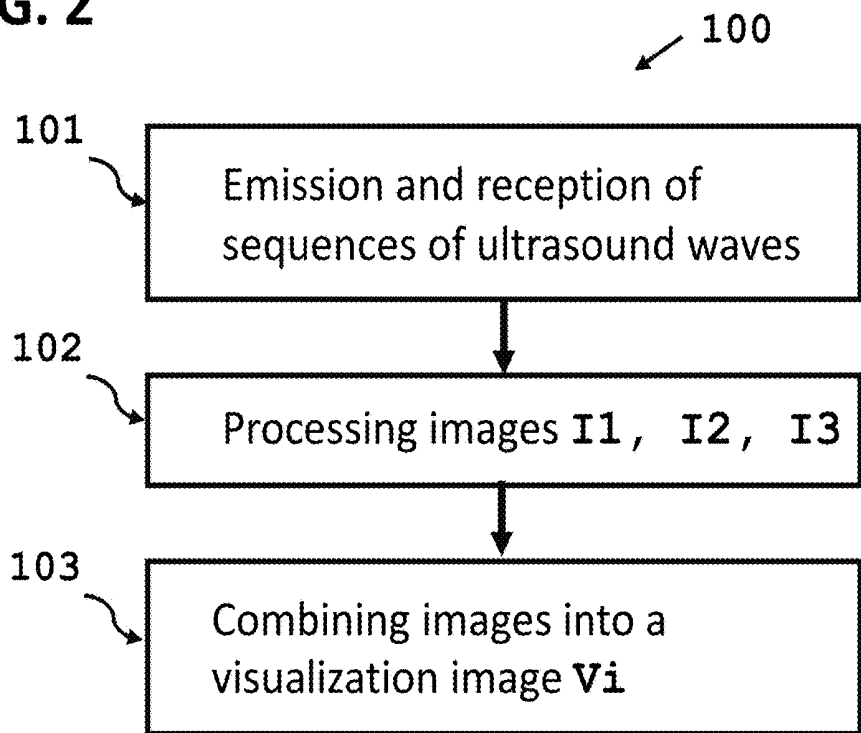 G. 2
100
101
Emission and reception of
sequences of ultrasound waves
102
Processing images I1, I2, I3
103
Combining images into a
visualization image Vi